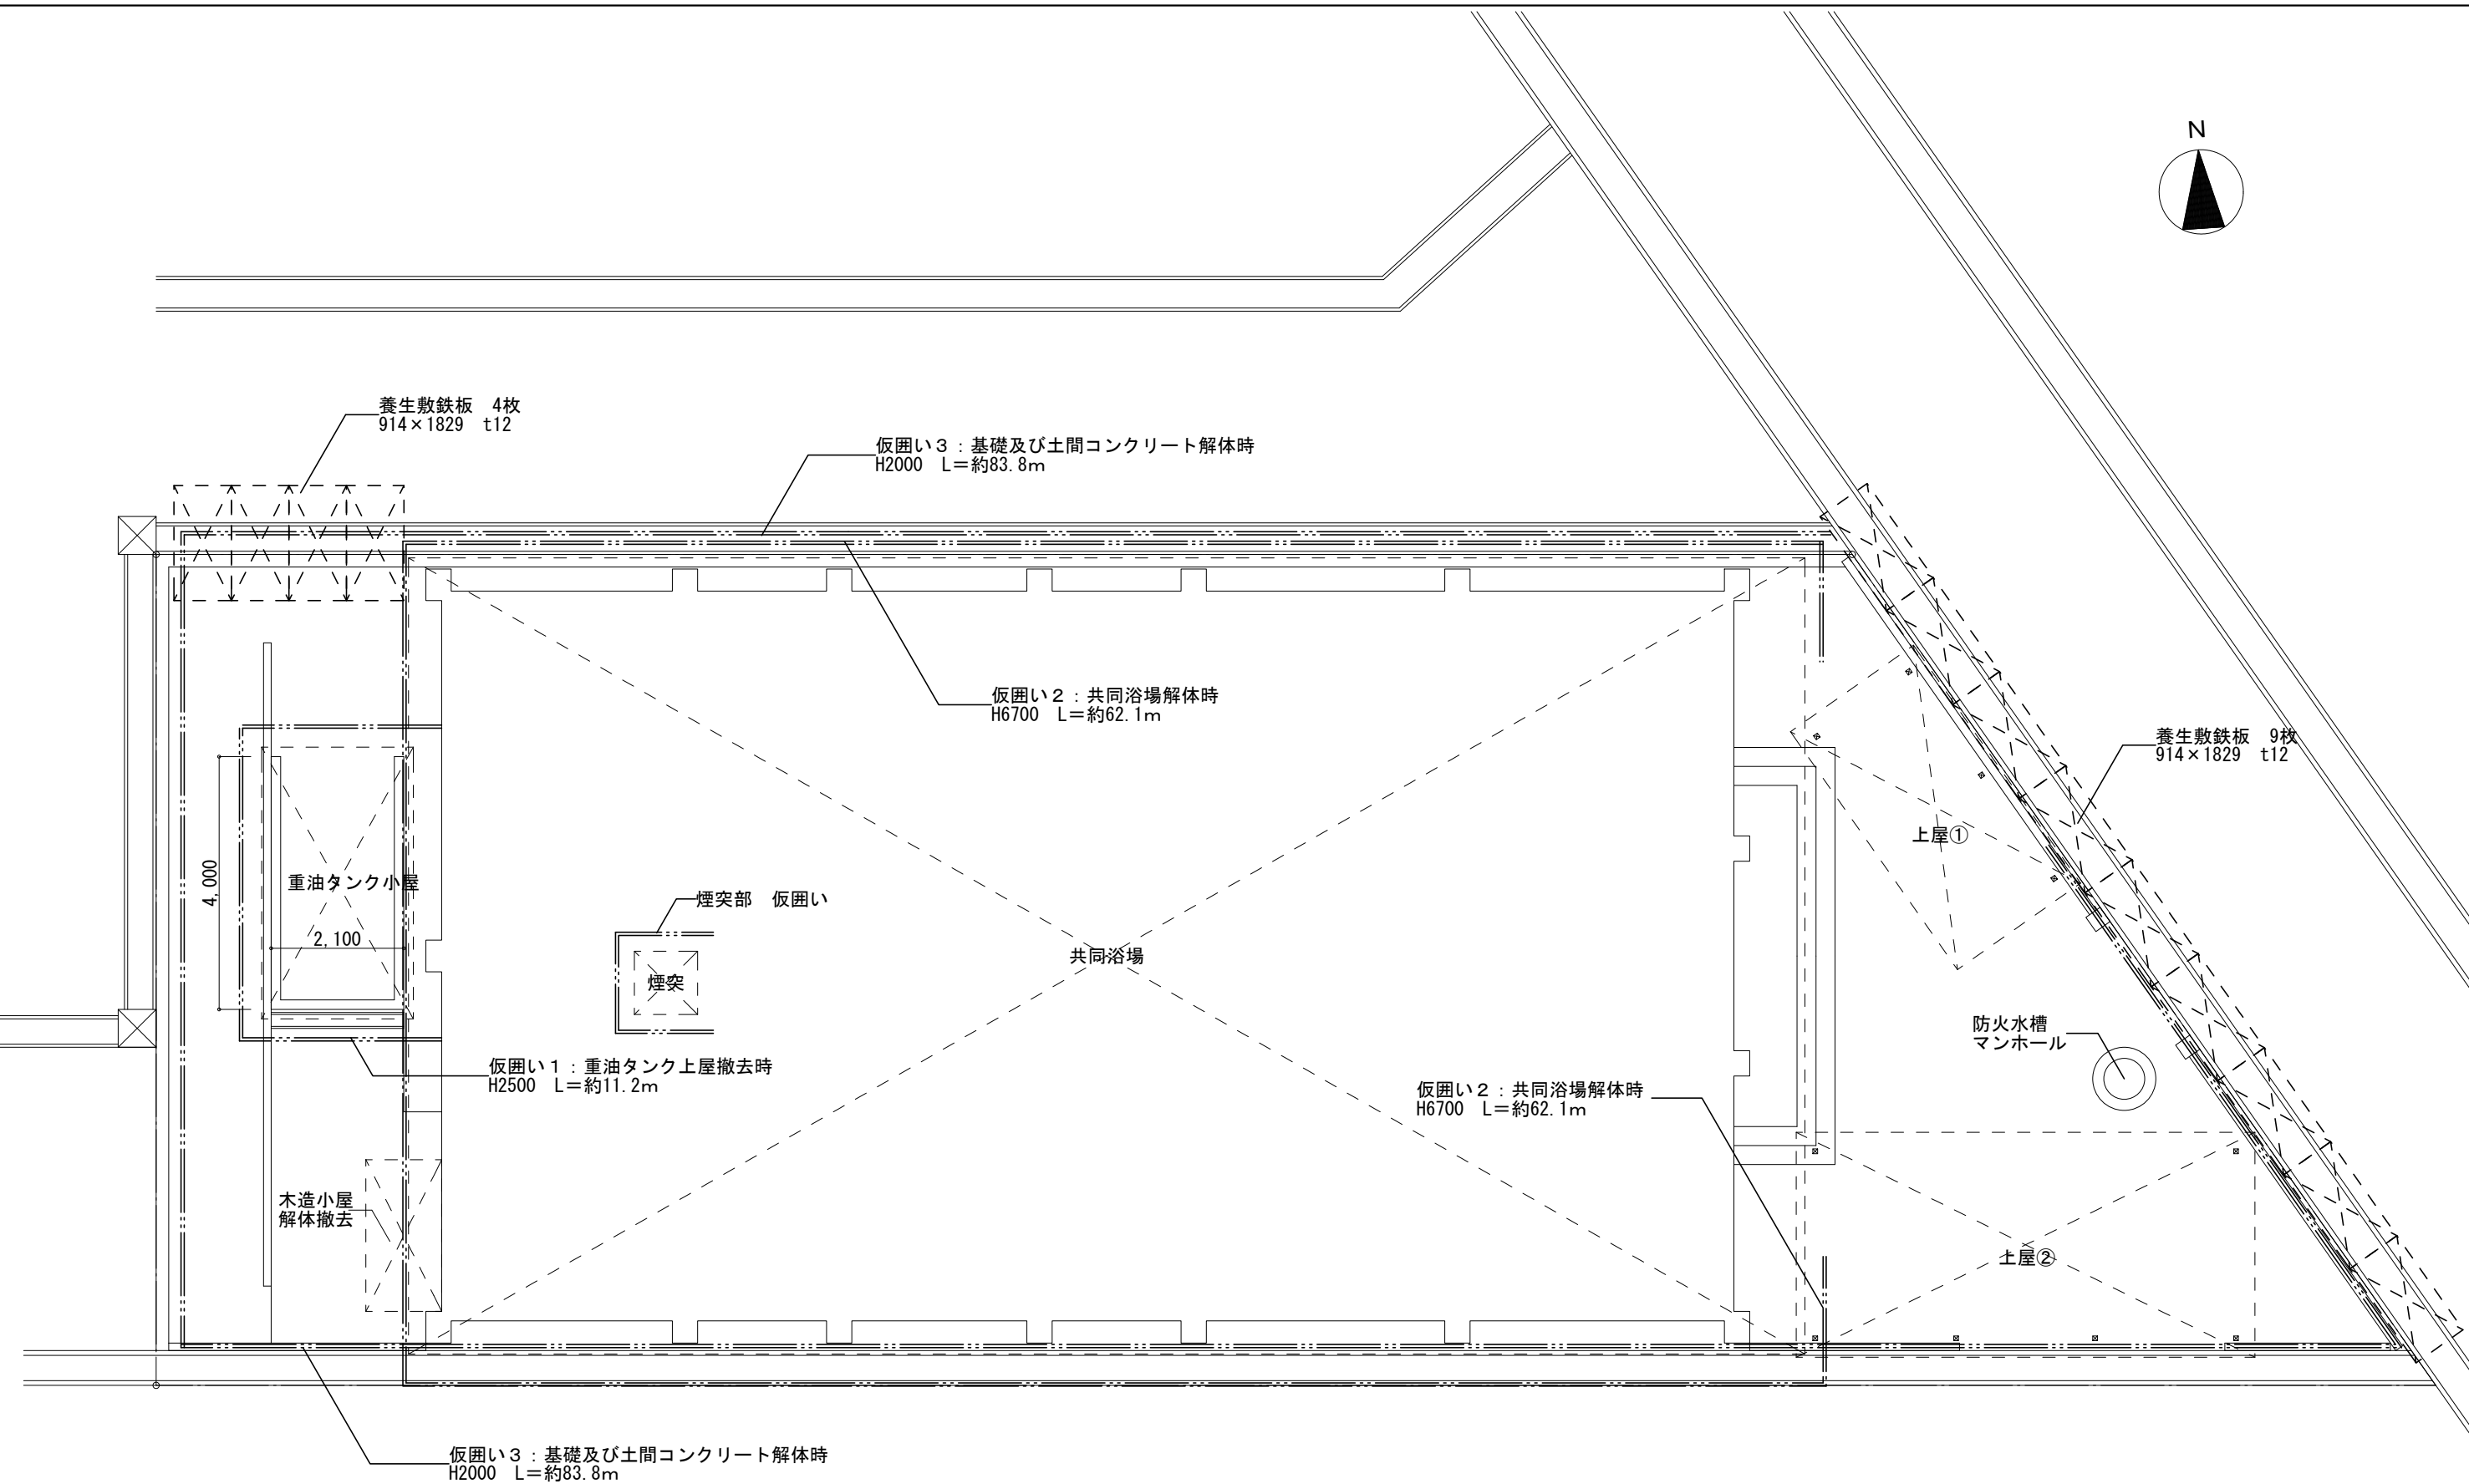 N
養生敷鉄板 4枚
914×1829 t12
仮囲い3：基礎及び土間コンクリート解体時
H2000 L＝約83.8m
仮囲い2：共同浴場解体時
H6700 L＝約62.1m
養生敷鉄板 9枚
914×1829 t12
上屋①
4,000
重油タンク小屋
2,100
煙突部 仮囲い
煙突
共同浴場
防火水槽
マンホール
仮囲い1：重油タンク上屋撤去時
H2500 L＝約11.2m
仮囲い2：共同浴場解体時
H6700 L＝約62.1m
木造小屋
解体撤去
上屋②
仮囲い3：基礎及び土間コンクリート解体時
H2000 L＝約83.8m